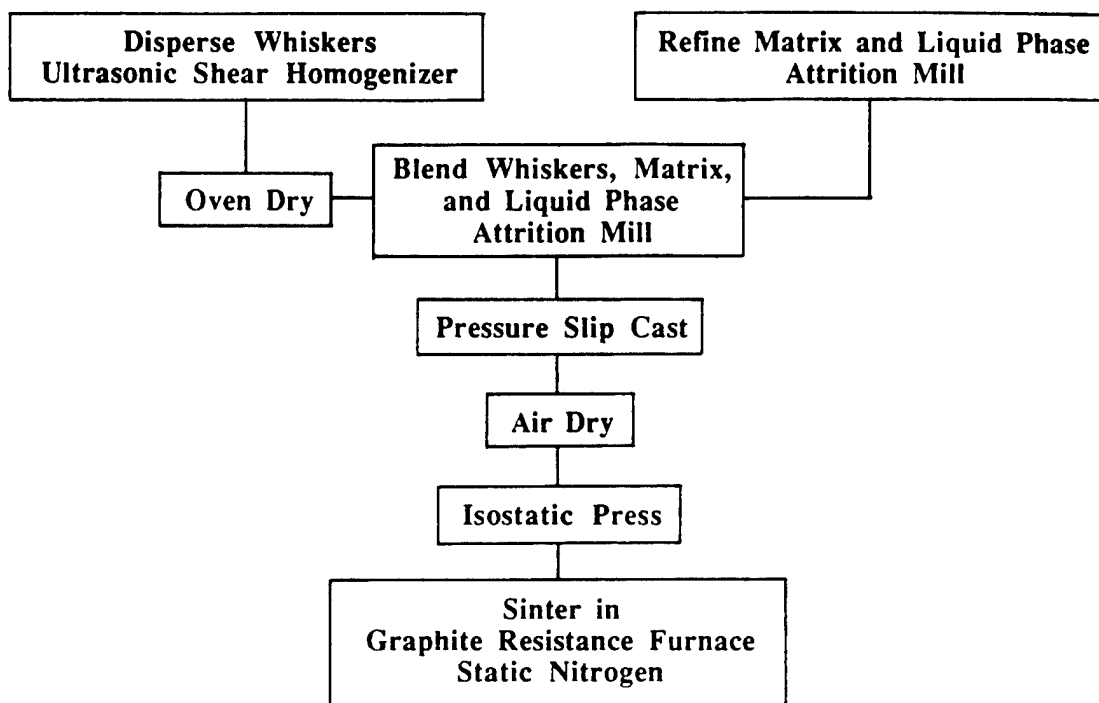 Disperse Whiskers
Ultrasonic Shear Homogenizer
Refine Matrix and Liquid Phase
Attrition Mill
Oven Dry
Blend Whiskers, Matrix,
and Liquid Phase
Attrition Mill
Pressure Slip Cast
Air Dry
Isostatic Press
Sinter in
Graphite Resistance Furnace
Static Nitrogen